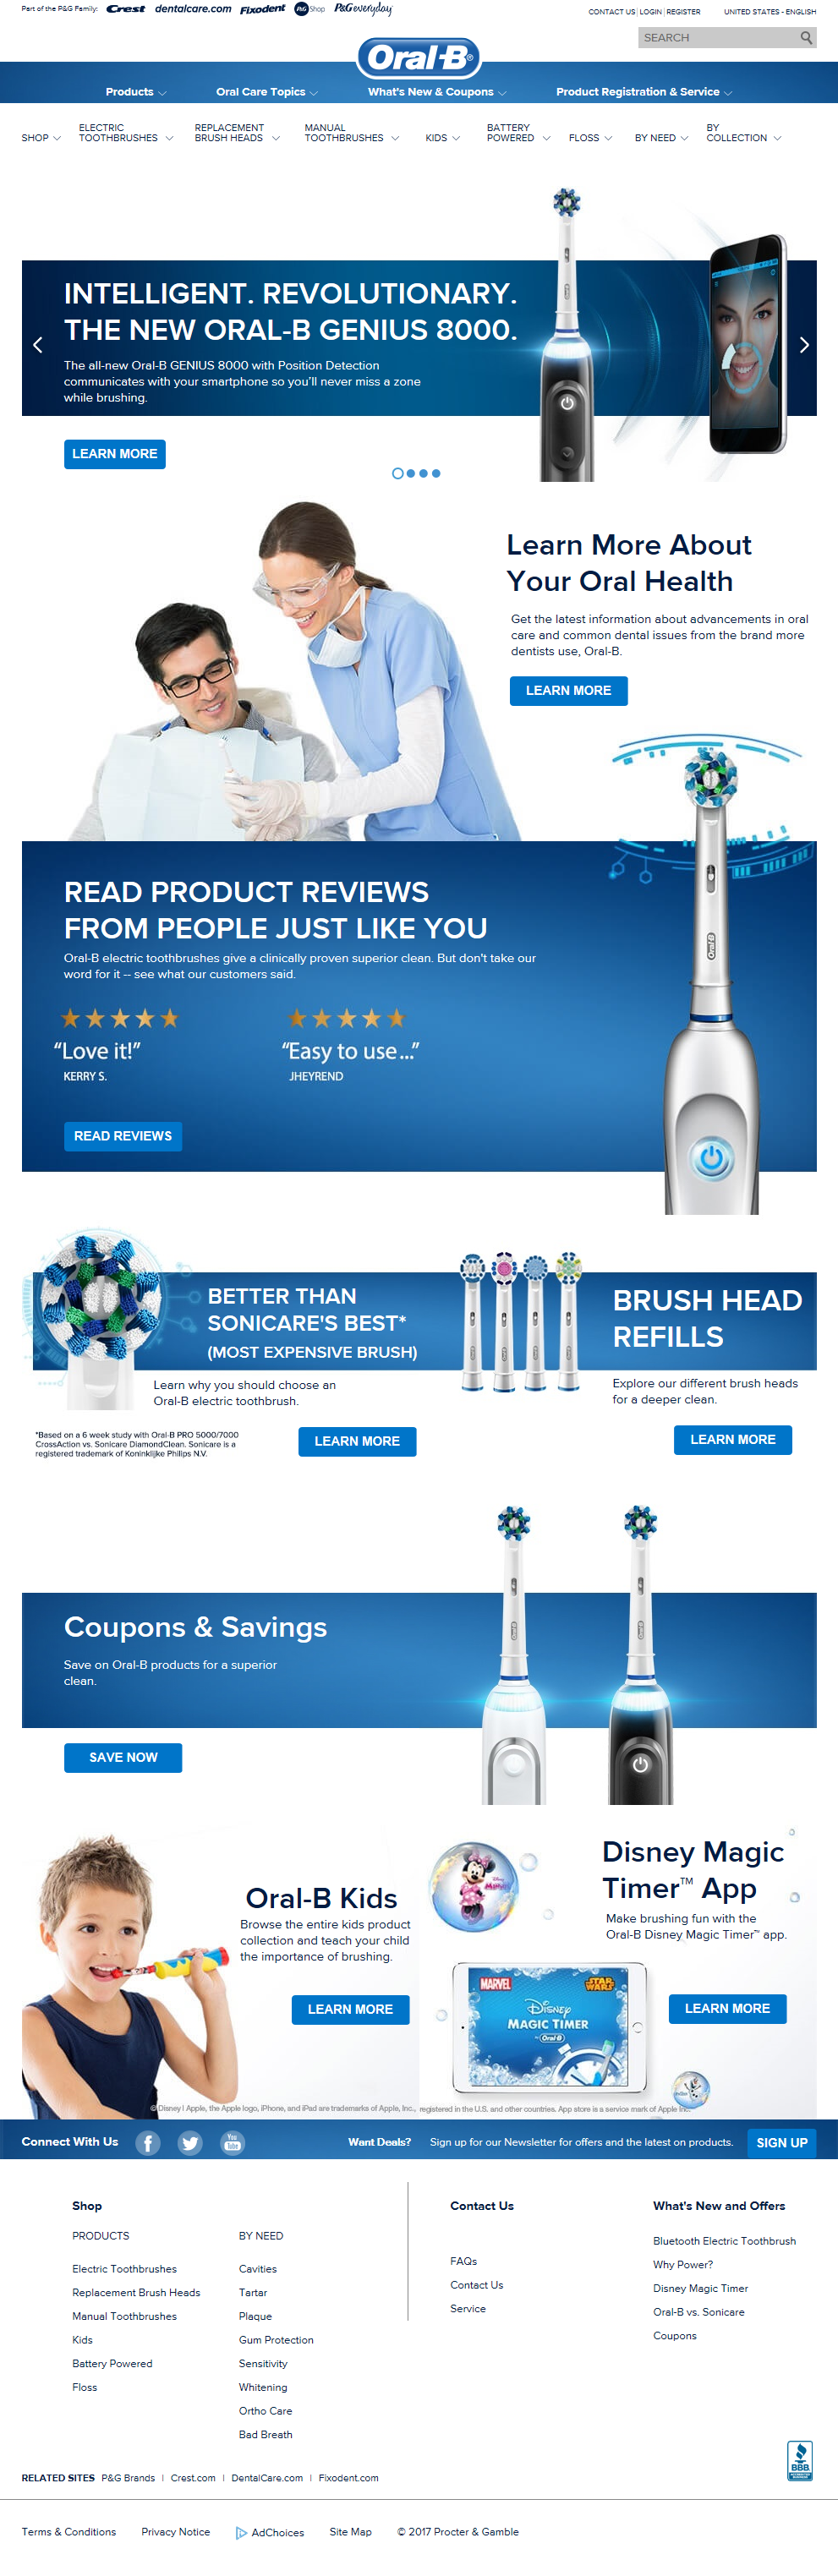 Part of the P&G Family: Crest dentalcare.com Fixodent P&G Shop P&G everyday
CONTACT US | LOGIN | REGISTER UNITED STATES - ENGLISH
SEARCH
Oral-B®
Products Oral Care Topics What's New & Coupons Product Registration & Service
SHOP
ELECTRIC TOOTHBRUSHES
REPLACEMENT BRUSH HEADS
MANUAL TOOTHBRUSHES
KIDS
BATTERY POWERED
FLOSS
BY NEED
BY COLLECTION
INTELLIGENT. REVOLUTIONARY.
THE NEW ORAL-B GENIUS 8000.
The all-new Oral-B GENIUS 8000 with Position Detection
communicates with your smartphone so you'll never miss a zone
while brushing.
LEARN MORE
Learn More About
Your Oral Health
Get the latest information about advancements in oral
care and common dental issues from the brand more
dentists use, Oral-B.
LEARN MORE
READ PRODUCT REVIEWS
FROM PEOPLE JUST LIKE YOU
Oral-B electric toothbrushes give a clinically proven superior clean. But don't take our
word for it -- see what our customers said.
“Love it!” “Easy to use...”
KERRY S. JHEYREND
READ REVIEWS
Oral-B
BETTER THAN
SONICARE'S BEST*
(MOST EXPENSIVE BRUSH)
Learn why you should choose an
Oral-B electric toothbrush.
*Based on a 6 week study with Oral-B PRO 5000/7000
CrossAction vs. Sonicare DiamondClean. Sonicare is a
registered trademark of Koninklijke Philips N.V.
LEARN MORE
BRUSH HEAD
REFILLS
Explore our different brush heads
for a deeper clean.
LEARN MORE
Coupons & Savings
Save on Oral-B products for a superior
clean.
SAVE NOW
Oral-B Kids
Browse the entire kids product
collection and teach your child
the importance of brushing.
LEARN MORE
Disney Magic
Timer™ App
Make brushing fun with the
Oral-B Disney Magic Timer™ app.
LEARN MORE
MARVEL
STAR WARS
Disney
MAGIC TIMER
by Oral-B
©Disney | Apple, the Apple logo, iPhone, and iPad are trademarks of Apple, Inc., registered in the U.S. and other countries. App store is a service mark of Apple Inc.
Connect With Us
You Tube
Want Deals? Sign up for our Newsletter for offers and the latest on products. SIGN UP
Shop
PRODUCTS
Electric Toothbrushes
Replacement Brush Heads
Manual Toothbrushes
Kids
Battery Powered
Floss
BY NEED
Cavities
Tartar
Plaque
Gum Protection
Sensitivity
Whitening
Ortho Care
Bad Breath
Contact Us
FAQs
Contact Us
Service
What's New and Offers
Bluetooth Electric Toothbrush
Why Power?
Disney Magic Timer
Oral-B vs. Sonicare
Coupons
BBB
RELATED SITES P&G Brands | Crest.com | DentalCare.com | Fixodent.com
Terms & Conditions Privacy Notice AdChoices Site Map © 2017 Procter & Gamble